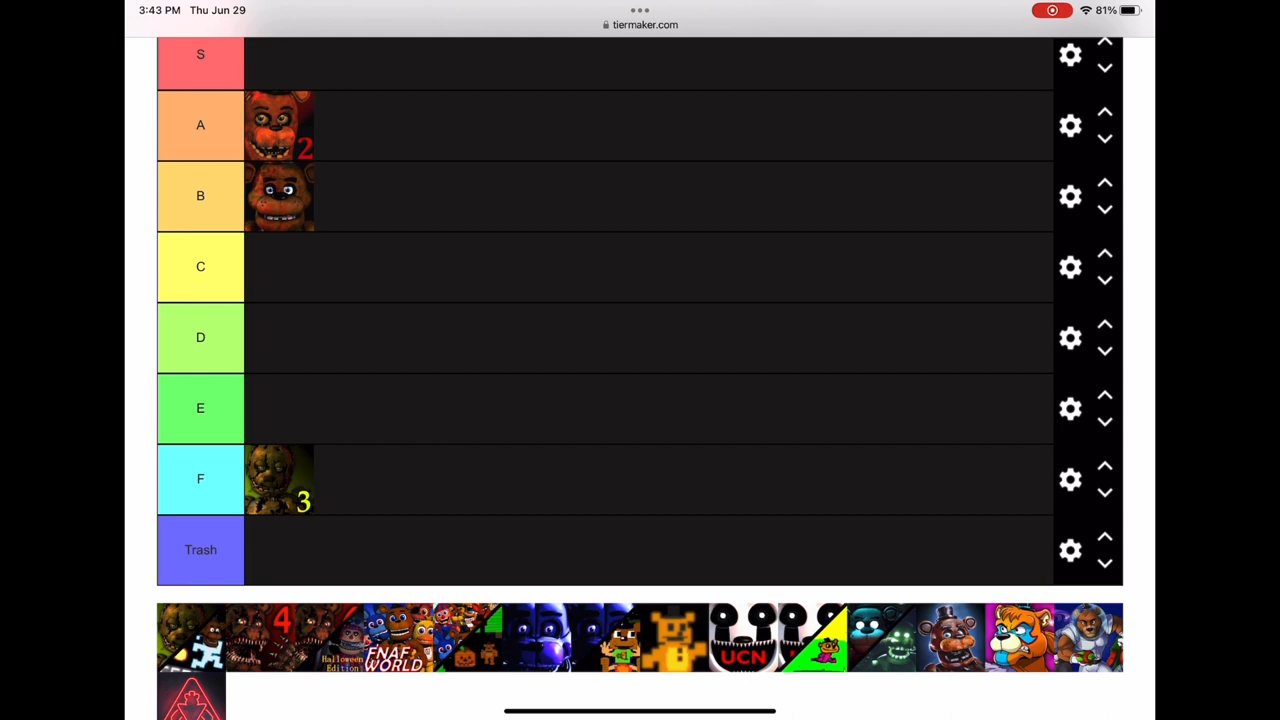 3:43 PM Thu Jun 29
81%
tiermaker.com
S
A
2
B
C
D
E
F
3
Trash
4
Halloween
Edition
FNAF
WORLD
UCN